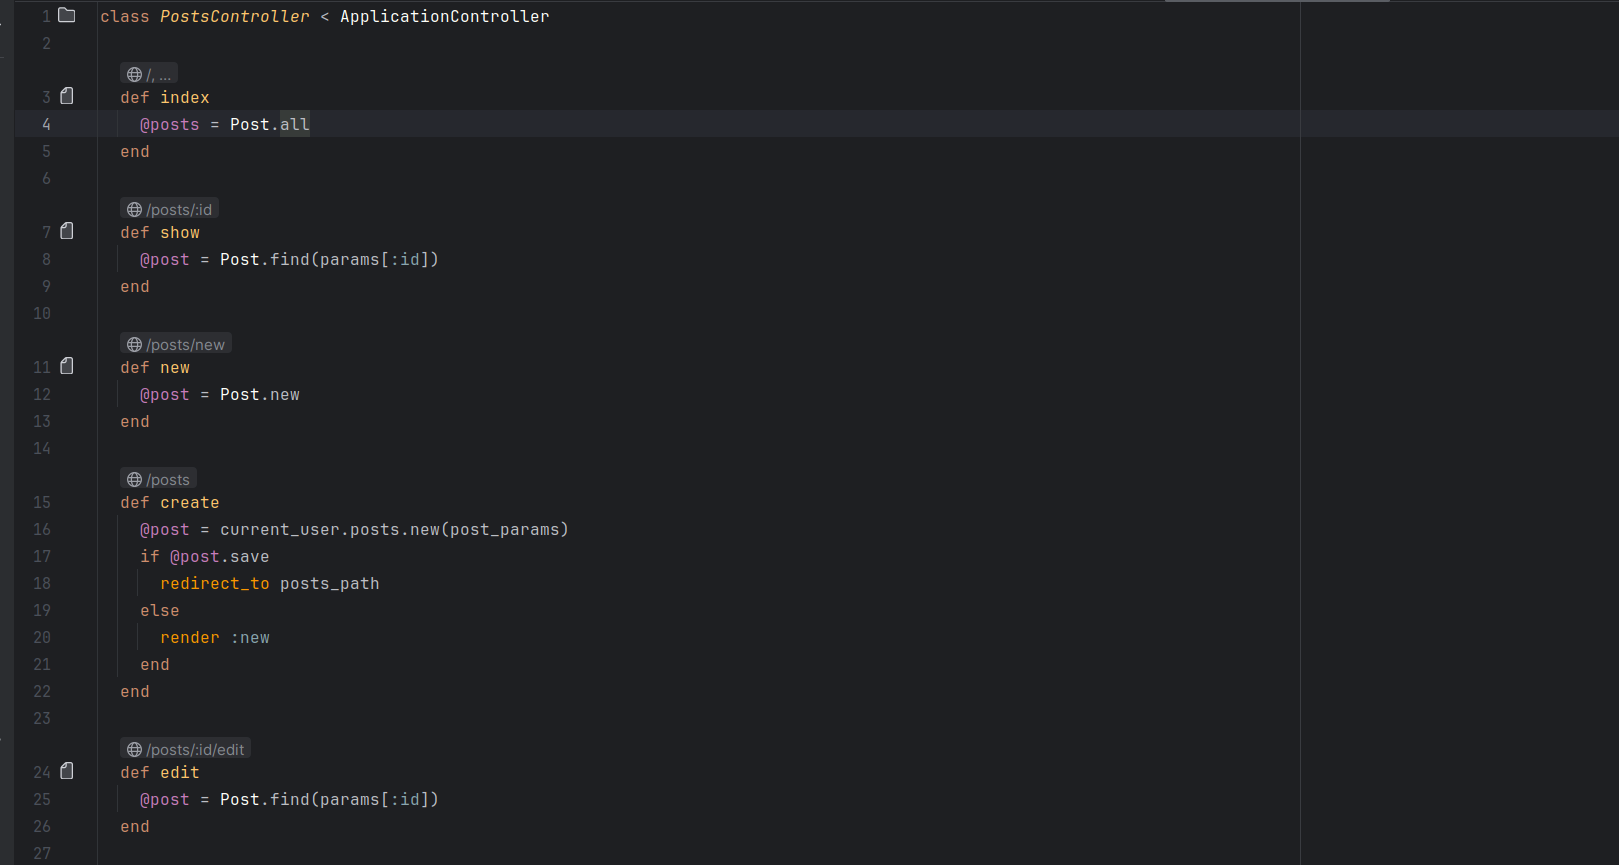 1 class PostsController < ApplicationController
2
/, ...
3 def index
4 @posts = Post.all
5 end
6
/posts/:id
7 def show
8 @post = Post.find(params[:id])
9 end
10
/posts/new
11 def new
12 @post = Post.new
13 end
14
/posts
15 def create
16 @post = current_user.posts.new(post_params)
17 if @post.save
18 redirect_to posts_path
19 else
20 render :new
21 end
22 end
23
/posts/:id/edit
24 def edit
25 @post = Post.find(params[:id])
26 end
27